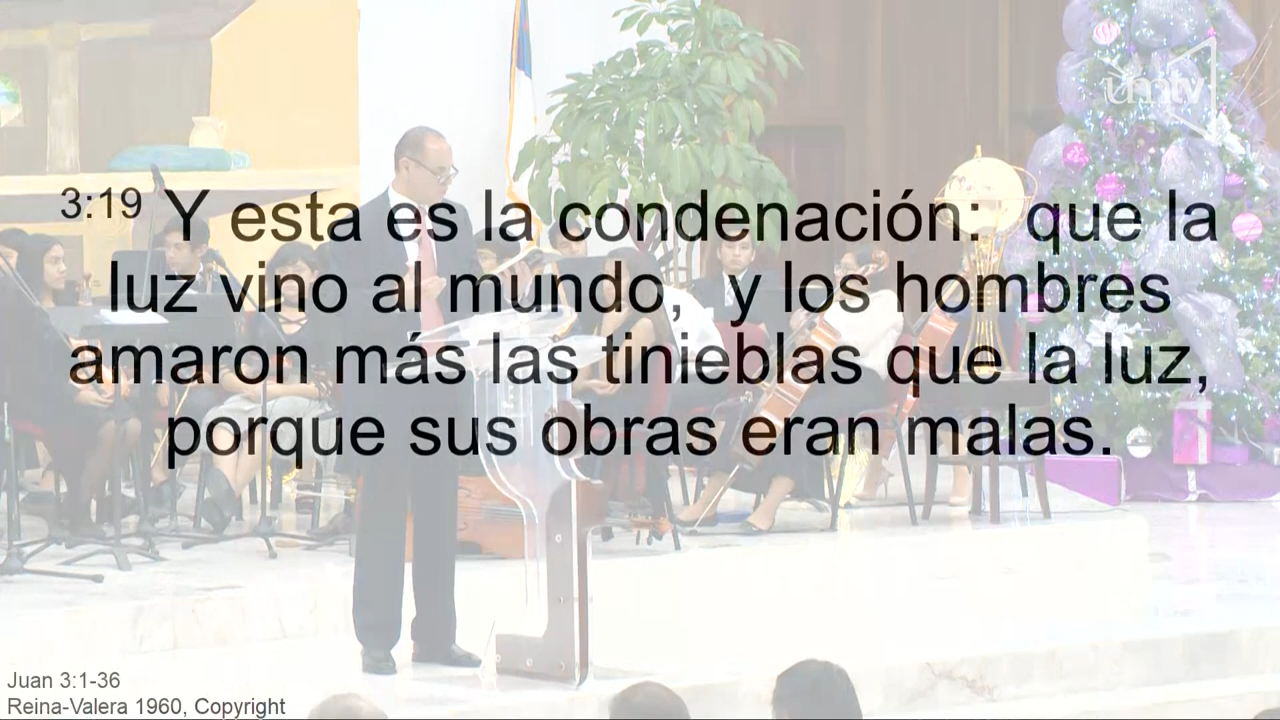 umtv
3:19 Y esta es la condenación: que la
luz vino al mundo, y los hombres
amaron más las tinieblas que la luz,
porque sus obras eran malas.
Juan 3:1-36
Reina-Valera 1960, Copyright